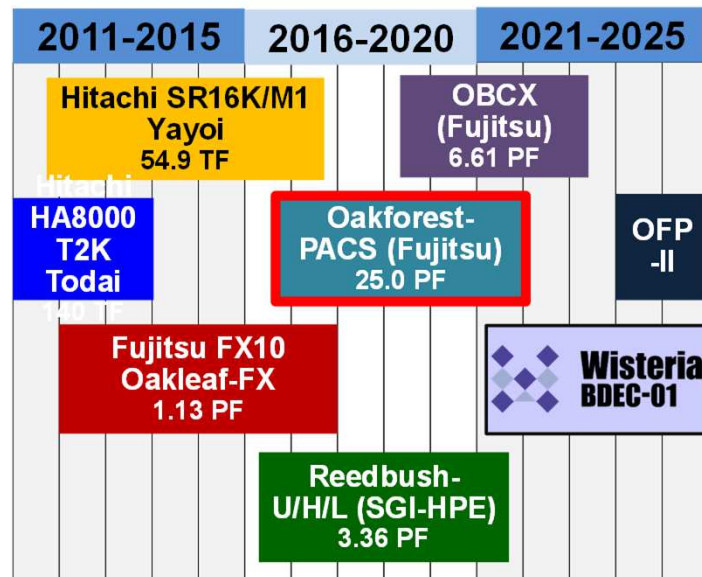 2011-2015
2016-2020
2021-2025
Hitachi SR16K/M1
Yayoi
54.9 TF
OBCX
(Fujitsu)
6.61 PF
Hitachi
HA8000
T2K
Todai
140 TF
Oakforest-
PACS (Fujitsu)
25.0 PF
OFP
-II
Fujitsu FX10
Oakleaf-FX
1.13 PF
Wisteria
BDEC-01
Reedbush-
U/H/L (SGI-HPE)
3.36 PF